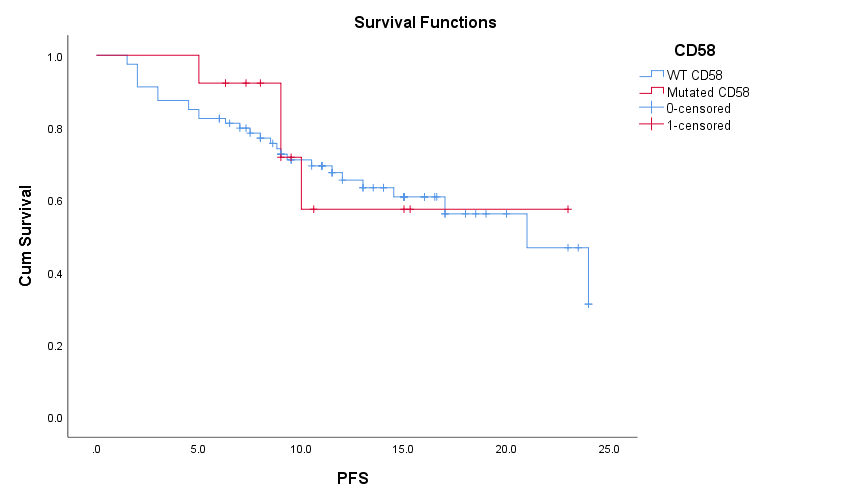 Survival Functions
CD58
WT CD58
Mutated CD58
0-censored
1-censored
Cum Survival
1.0
0.8
0.6
0.4
0.2
0.0
.0 5.0 10.0 15.0 20.0 25.0
PFS